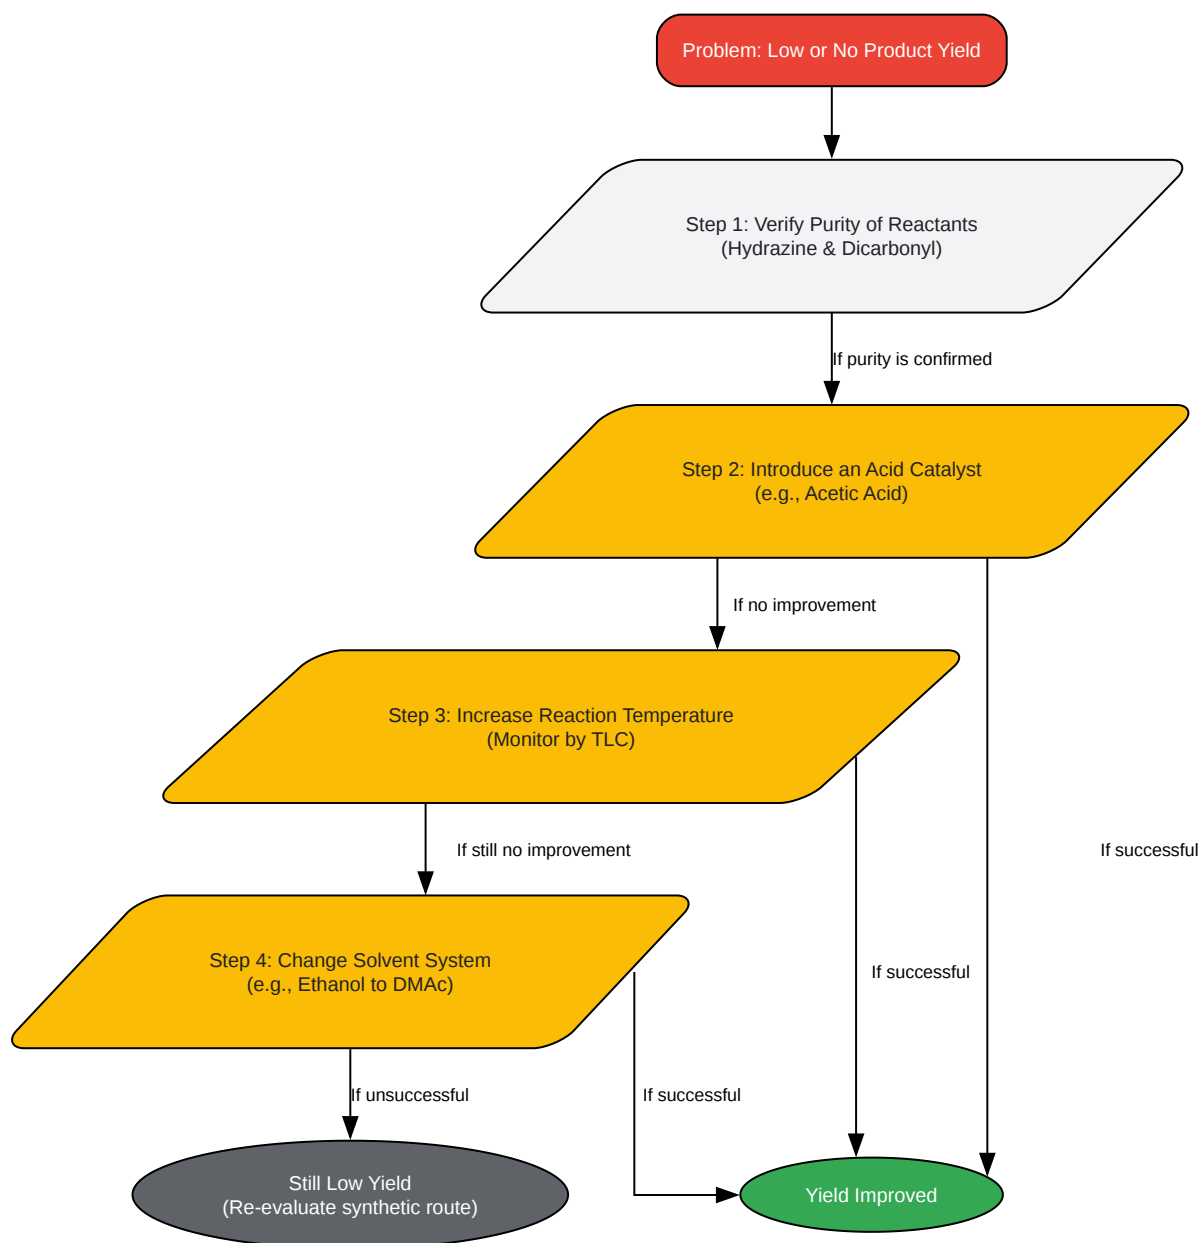 Problem: Low or No Product Yield
Step 1: Verify Purity of Reactants
(Hydrazine & Dicarbonyl)
If purity is confirmed
Step 2: Introduce an Acid Catalyst
(e.g., Acetic Acid)
If no improvement
Step 3: Increase Reaction Temperature
(Monitor by TLC)
If still no improvement
If successful
Step 4: Change Solvent System
(e.g., Ethanol to DMAc)
If successful
If unsuccessful
If successful
Still Low Yield
(Re-evaluate synthetic route)
Yield Improved